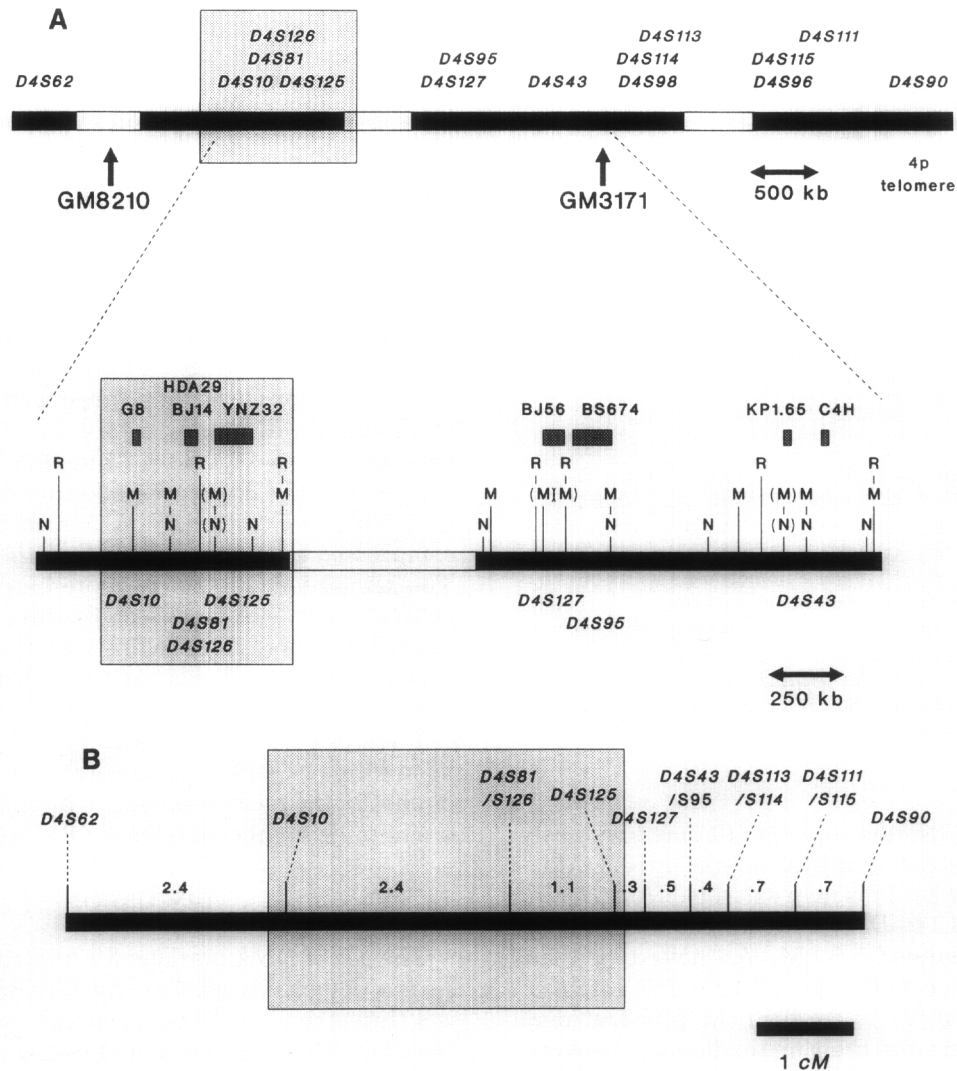 A
D4S126
D4S81
D4S10 D4S125
D4S62
D4S95
D4S127
D4S43
D4S113
D4S114
D4S98
D4S111
D4S115
D4S96
D4S90
GM8210
GM3171
500 kb
4p
telomere
HDA29
G8 BJ14 YNZ32
BJ56 BS674
KP1.65 C4H
R R R R R R R
M M (M) M M (M)(M) M M (M) M M
N N (N) N N N N (N) N N
D4S10 D4S125
D4S81
D4S126
D4S127
D4S95
D4S43
250 kb
B
D4S62
D4S10
D4S81
/S126
D4S125
D4S127
D4S43
/S95
D4S113
/S114
D4S111
/S115
D4S90
2.4 2.4 1.1 .3 .5 .4 .7 .7
1 cM